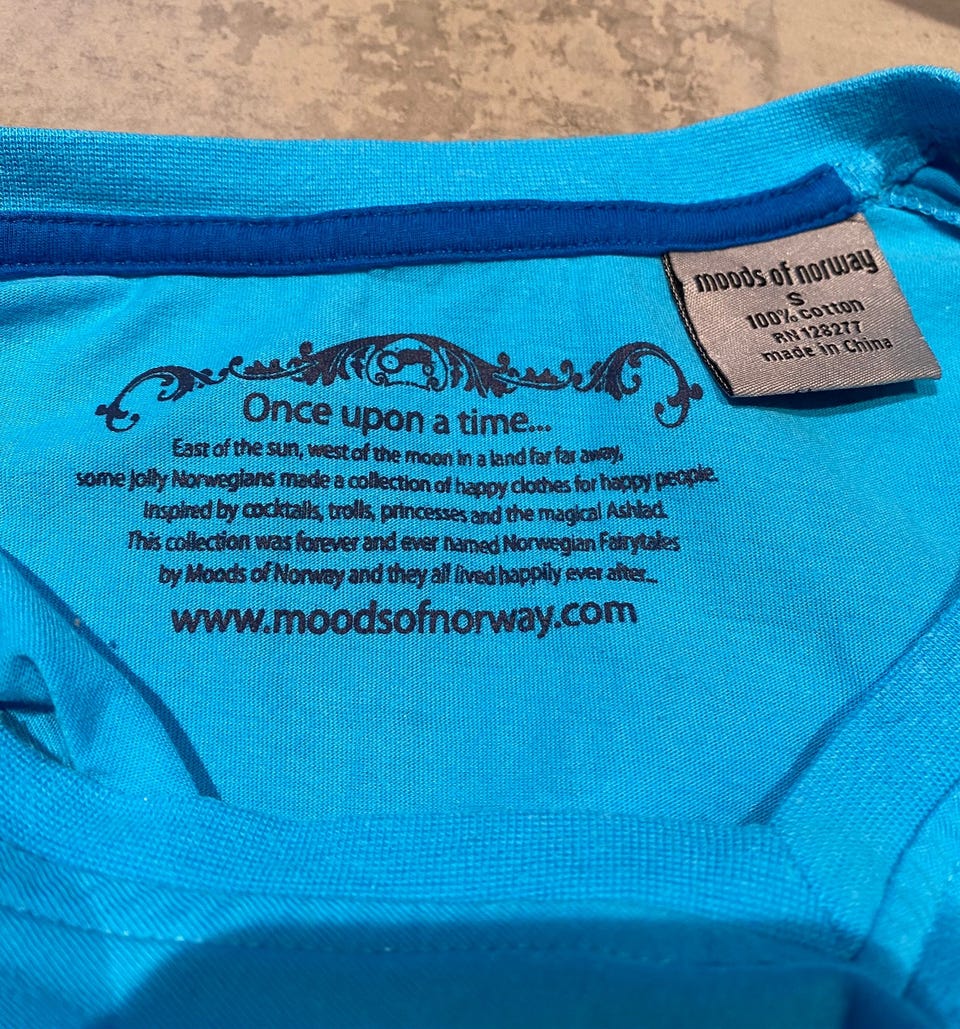 moods of norway
S
100% cotton
RN 128277
made in China
Once upon a time...
East of the sun, west of the moon in a land far far away,
some jolly Norwegians made a collection of happy clothes for happy people.
Inspired by cocktails, trolls, princesses and the magical Ashlad.
This collection was forever and ever named Norwegian Fairytales
by Moods of Norway and they all lived happily ever after...
www.moodsofnorway.com